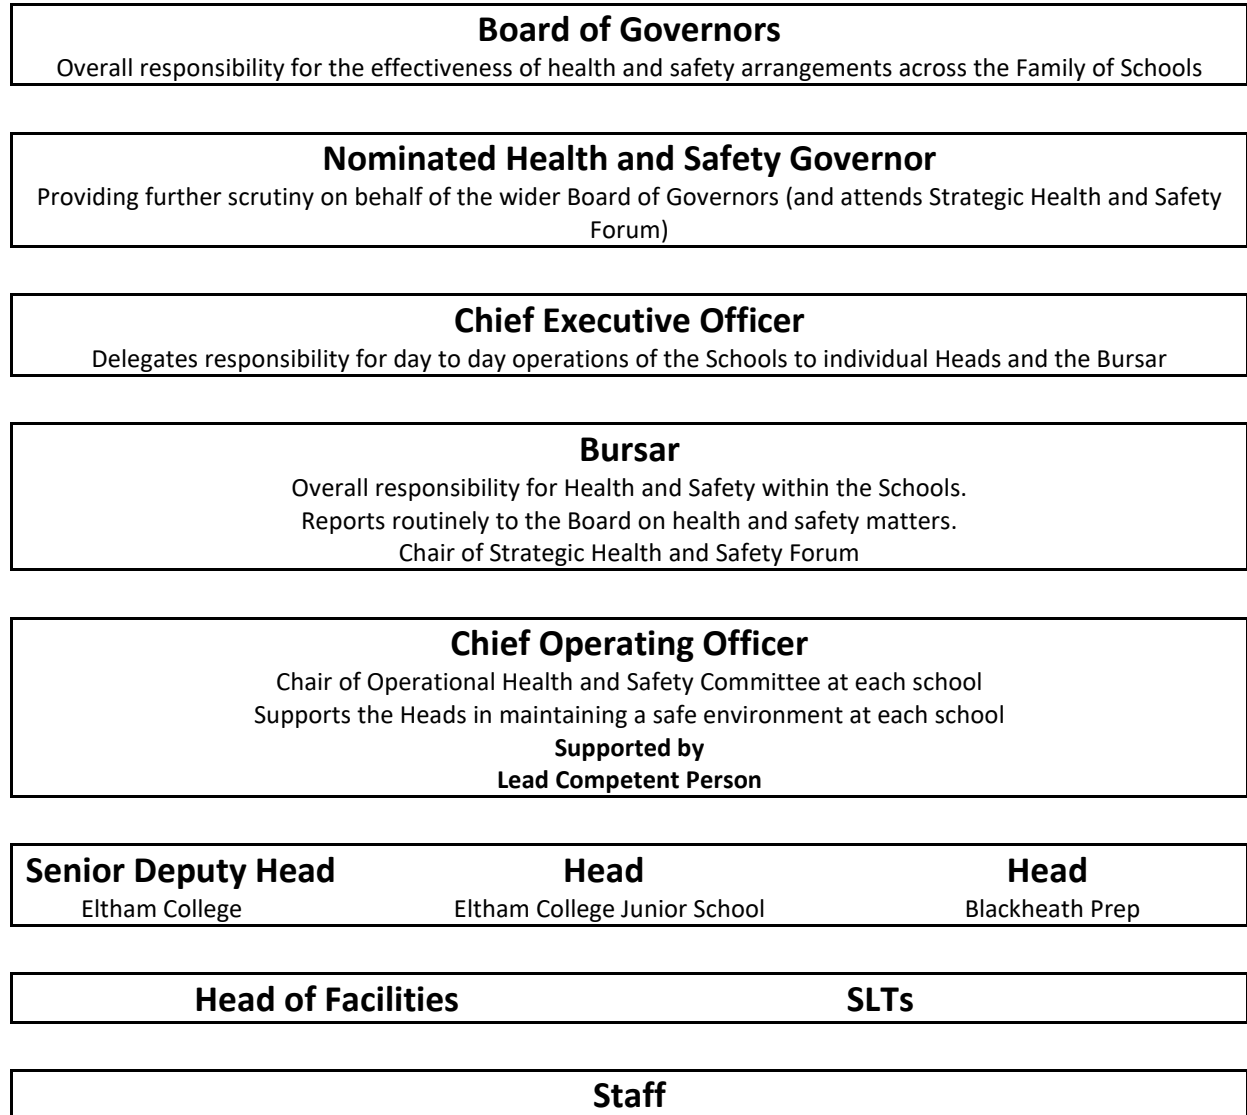 Board of Governors
Overall responsibility for the effectiveness of health and safety arrangements across the Family of Schools
Nominated Health and Safety Governor
Providing further scrutiny on behalf of the wider Board of Governors (and attends Strategic Health and Safety
Forum)
Chief Executive Officer
Delegates responsibility for day to day operations of the Schools to individual Heads and the Bursar
Bursar
Overall responsibility for Health and Safety within the Schools.
Reports routinely to the Board on health and safety matters.
Chair of Strategic Health and Safety Forum
Chief Operating Officer
Chair of Operational Health and Safety Committee at each school
Supports the Heads in maintaining a safe environment at each school
Supported by
Lead Competent Person
Senior Deputy Head Head Head
Eltham College Eltham College Junior School Blackheath Prep
Head of Facilities SLTs
Staff